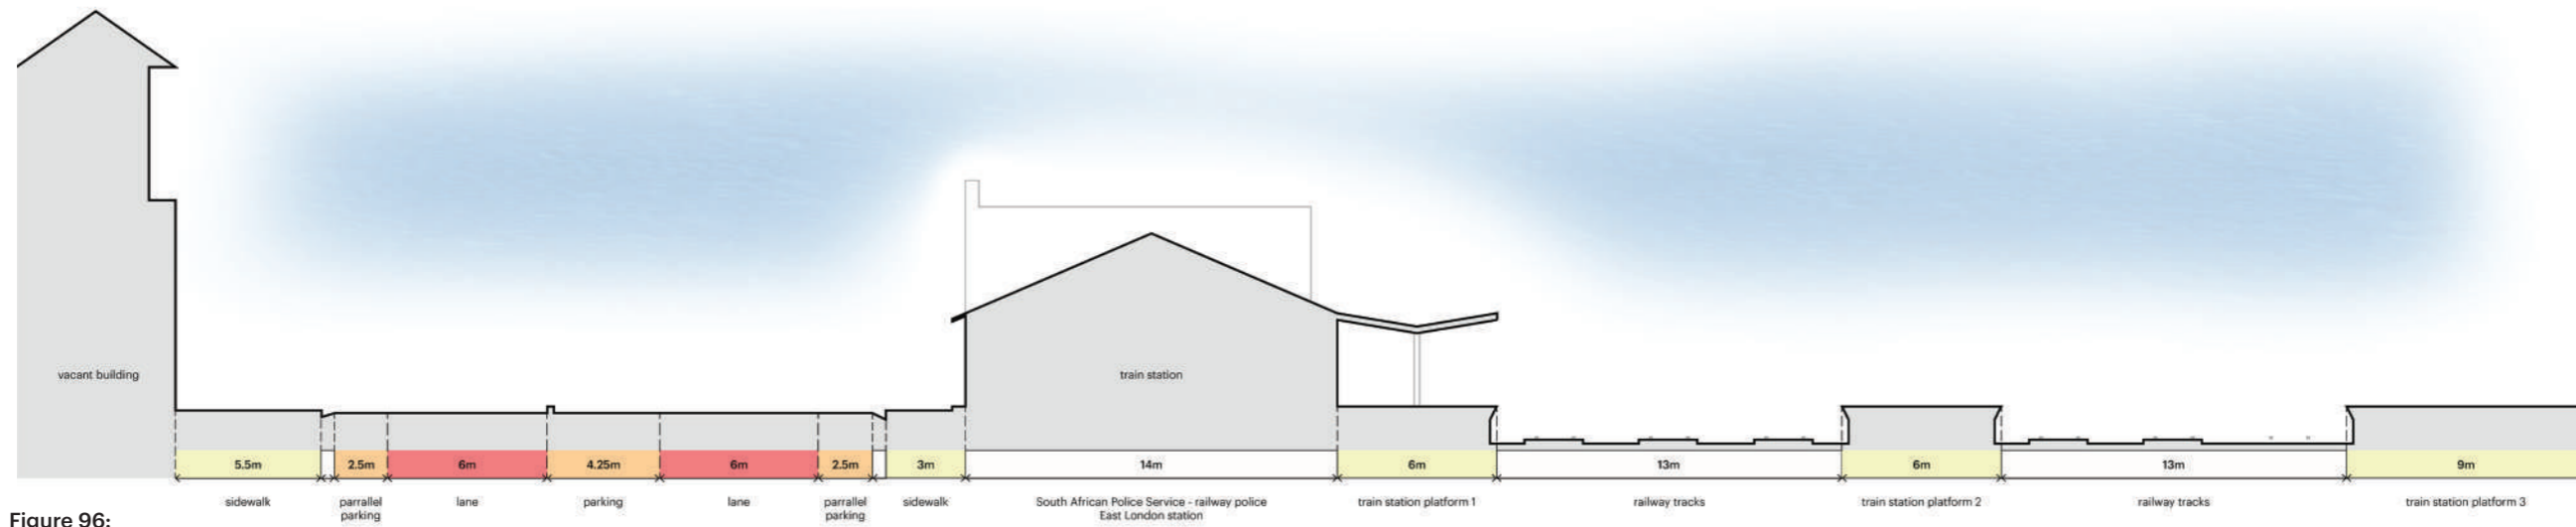 vacant building
train station
5.5m
2.5m
6m
4.25m
6m
2.5m
3m
14m
6m
13m
6m
13m
9m
sidewalk
parrallel
parking
lane
parking
lane
parrallel
parking
sidewalk
South African Police Service - railway police
East London station
train station platform 1
railway tracks
train station platform 2
railway tracks
train station platform 3
Figure 96: